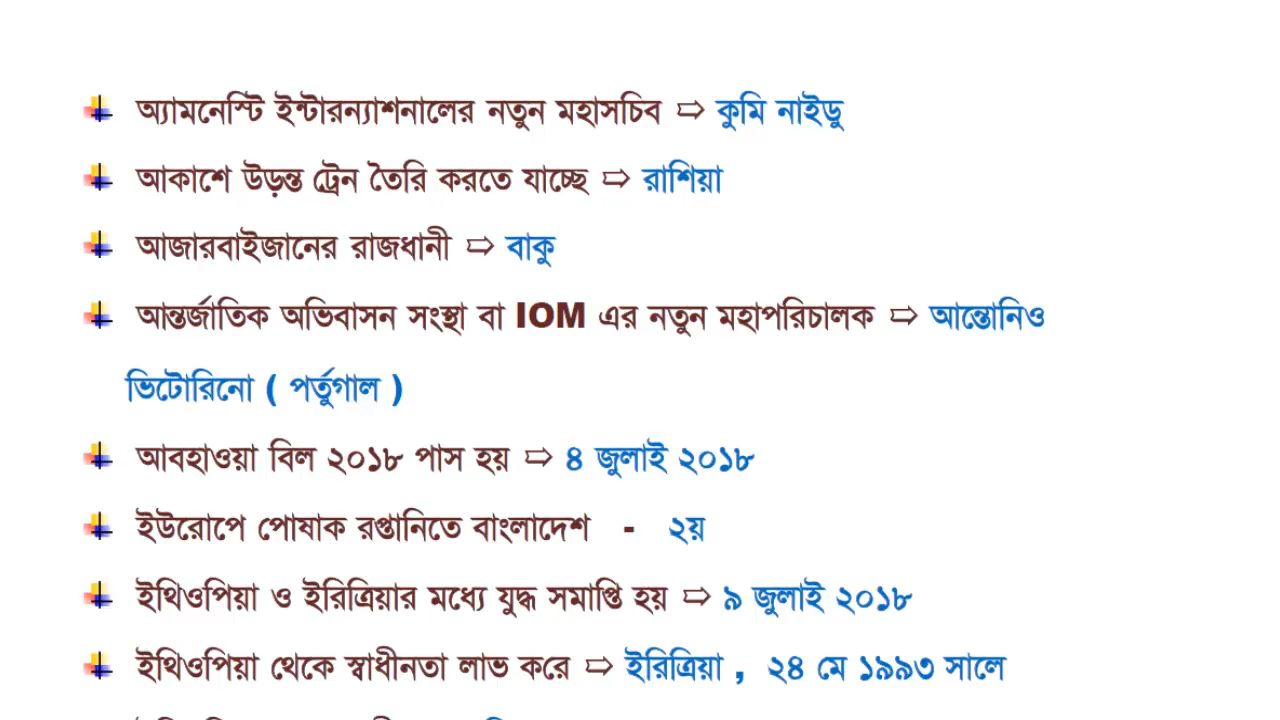 অ্যামনেস্টি ইন্টারন্যাশনালের নতুন মহাসচিব ⇨ কুমি নাইডু
আকাশে উড়ন্ত ট্রেন তৈরি করতে যাচ্ছে ⇨ রাশিয়া
আজারবাইজানের রাজধানী ⇨ বাকু
আন্তর্জাতিক অভিবাসন সংস্থা বা IOM এর নতুন মহাপরিচালক ⇨ আন্তোনিও
ভিটোরিনো ( পর্তুগাল )
আবহাওয়া বিল ২০১৮ পাস হয় ⇨ ৪ জুলাই ২০১৮
ইউরোপে পোষাক রপ্তানিতে বাংলাদেশ - ২য়
ইথিওপিয়া ও ইরিত্রিয়ার মধ্যে যুদ্ধ সমাপ্তি হয় ⇨ ৯ জুলাই ২০১৮
ইথিওপিয়া থেকে স্বাধীনতা লাভ করে ⇨ ইরিত্রিয়া , ২৪ মে ১৯৯৩ সালে